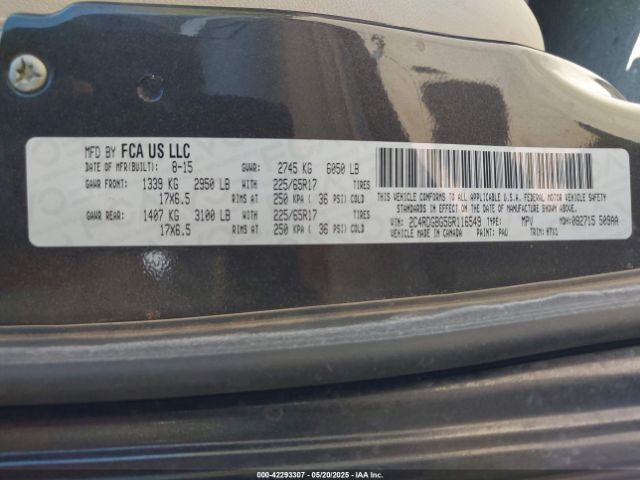 MFD BY FCA US LLC
DATE OF MFR(BUILT): 8-15 GVWR: 2745 KG 6050 LB
GAWR FRONT: 1339 KG 2950 LB WITH 225/65R17 TIRES
17X6.5 RIMS AT 250 KPA ( 36 PSI) COLD
GAWR REAR: 1407 KG 3100 LB WITH 225/65R17 TIRES
17X6.5 RIMS AT 250 KPA ( 36 PSI) COLD
THIS VEHICLE CONFORMS TO ALL APPLICABLE U.S.A. FEDERAL MOTOR VEHICLE SAFETY
STANDARDS IN EFFECT ON THE DATE OF MANUFACTURE SHOWN ABOVE.
VIN: 2C4RDGBG5GR116549 TYPE: MPV MDH: 082715 509AA
VEHICLE MADE IN CANADA PAINT: PAU TRIM:
000-42293307 — 05/20/2025 — IAA Inc.